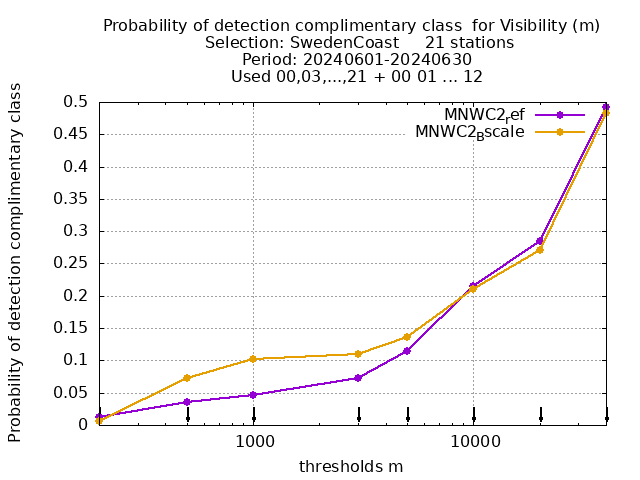 Probability of detection complimentary class  for Visibility (m)
Selection: SwedenCoast     21 stations
Period: 20240601-20240630
Used 00,03,...,21 + 00 01 ... 12
Probability of detection complimentary class
0.5
0.45
0.4
0.35
0.3
0.25
0.2
0.15
0.1
0.05
0
MNWC2ref
MNWC2Bscale
1000
10000
thresholds m